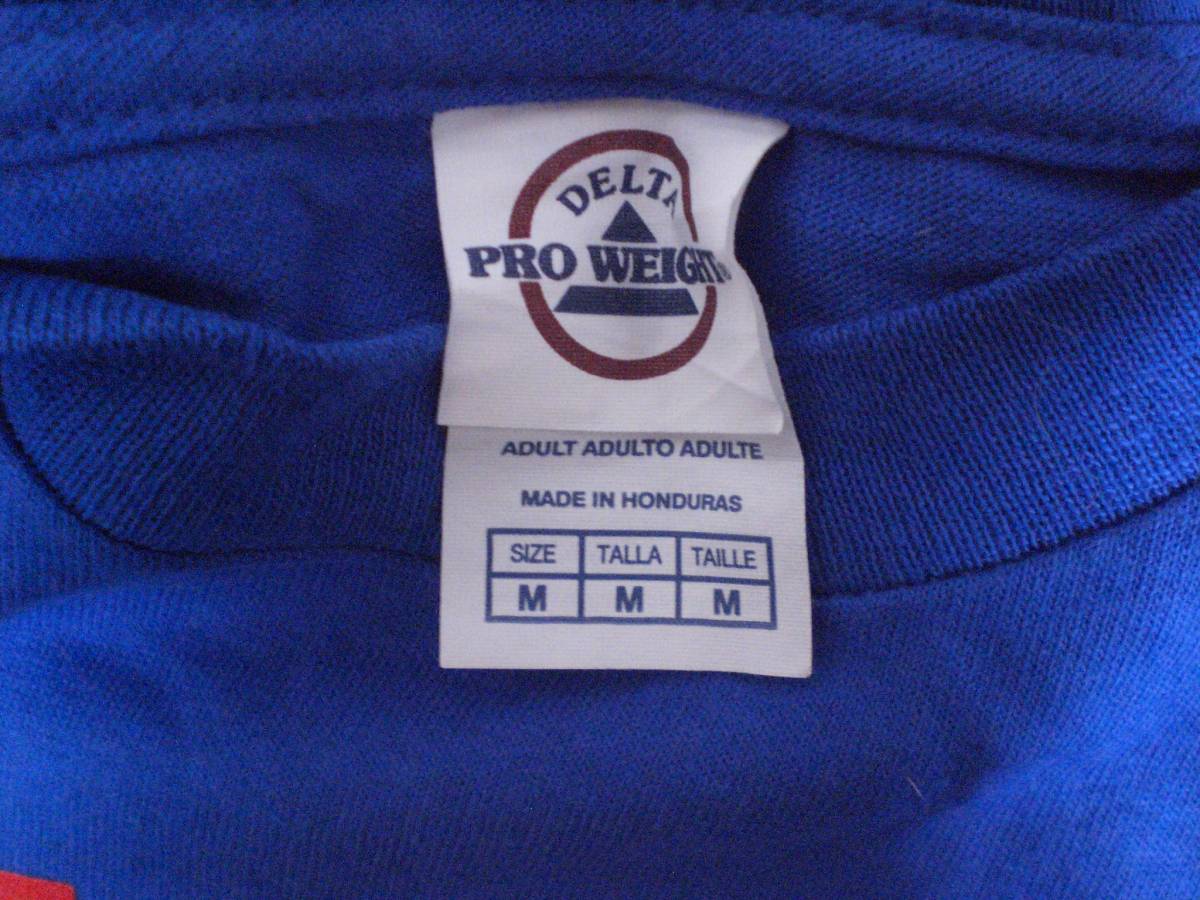 DELTA
PRO WEIGHT
ADULT ADULTO ADULTE
MADE IN HONDURAS
SIZE TALLA TAILLE
M M M